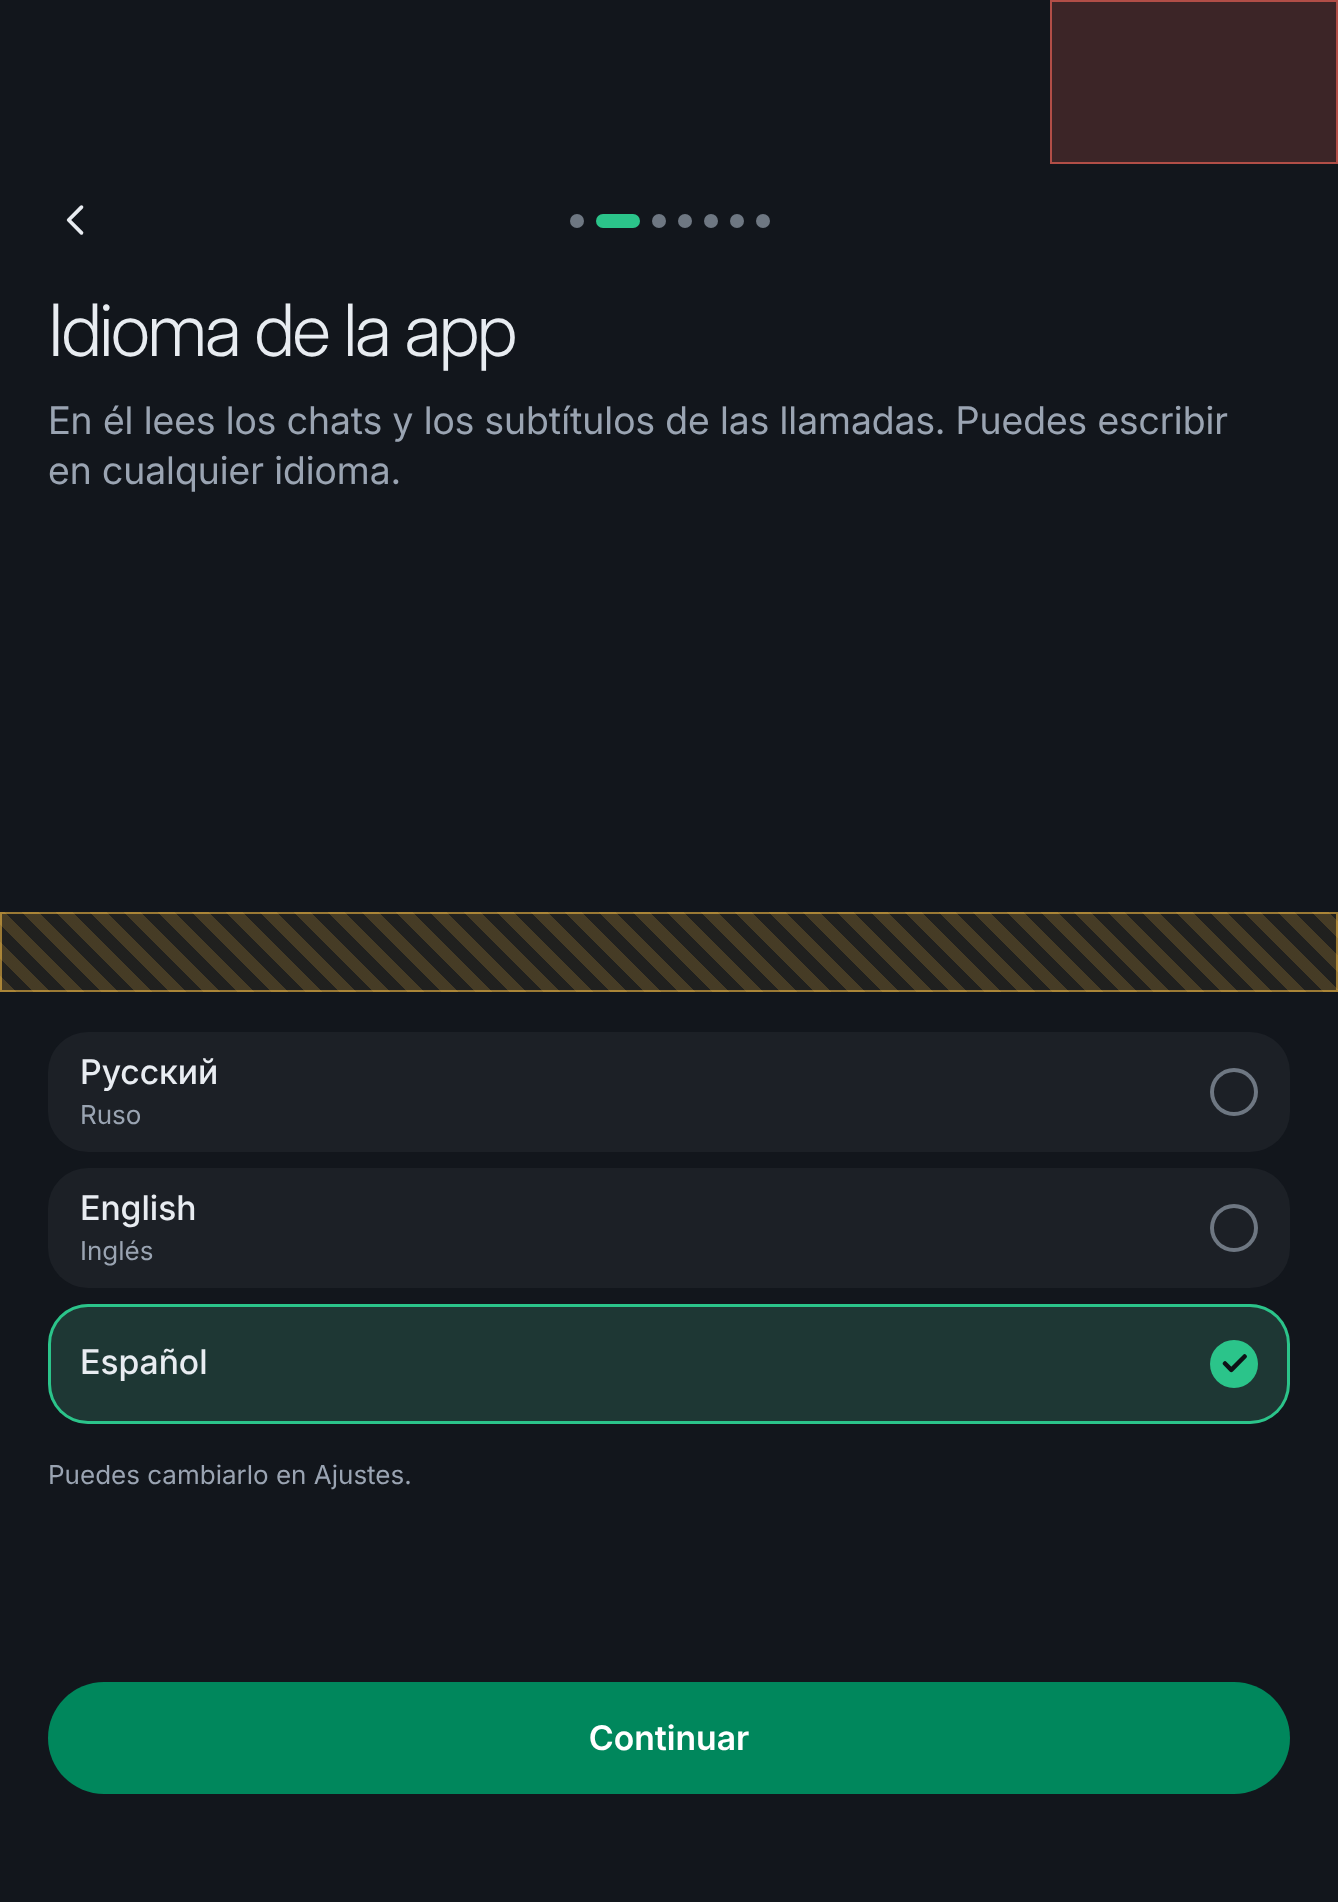 Idioma de la app
En él lees los chats y los subtítulos de las llamadas. Puedes escribir
en cualquier idioma.
Русский
Ruso
English
Inglés
Español
Puedes cambiarlo en Ajustes.
Continuar